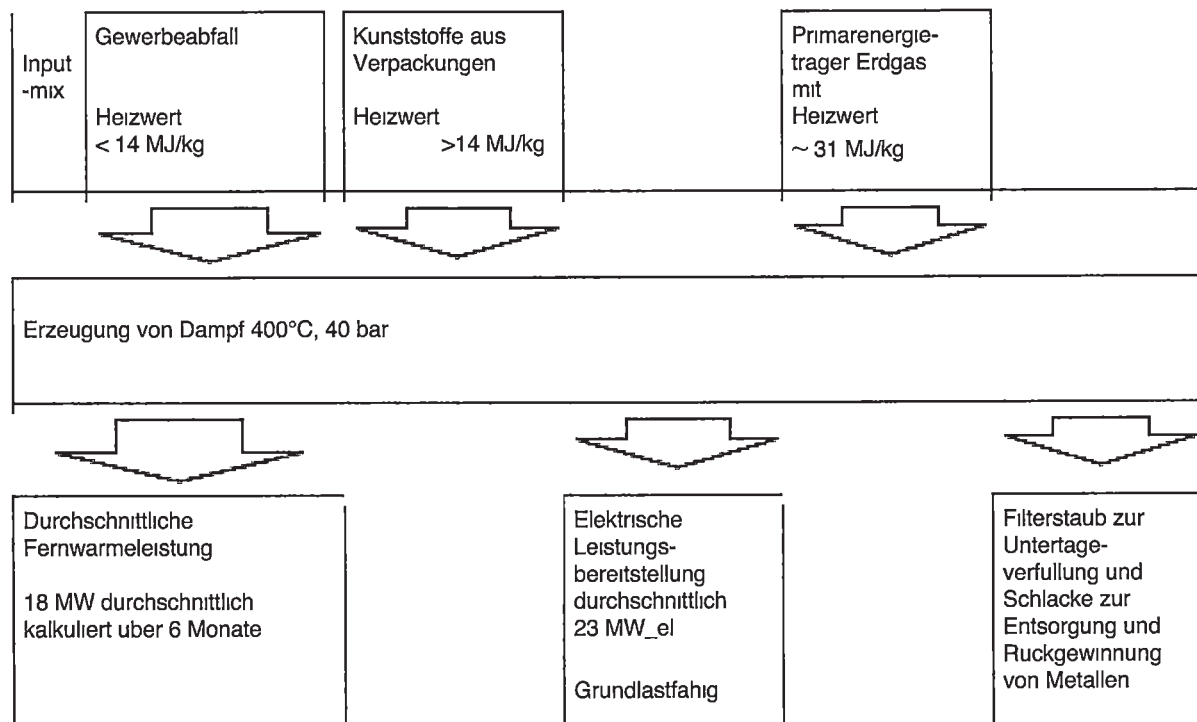 Input
-mix
Gewerbeabfall
Heizwert
< 14 MJ/kg
Kunststoffe aus
Verpackungen
Heizwert
>14 MJ/kg
Primarenergie-
trager Erdgas
mit
Heizwert
~ 31 MJ/kg
Erzeugung von Dampf 400°C, 40 bar
Durchschnittliche
Fernwarmeleistung
18 MW durchschnittlich
kalkuliert uber 6 Monate
Elektrische
Leistungs-
bereitstellung
durchschnittlich
23 MW_el
Grundlastfahig
Filterstaub zur
Untertage-
verfullung und
Schlacke zur
Entsorgung und
Ruckgewinnung
von Metallen